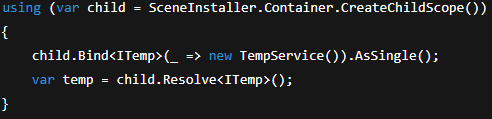 using (var child = SceneInstaller.Container.CreateChildScope())
{
    child.Bind<ITemp>(_ => new TempService()).AsSingle();
    var temp = child.Resolve<ITemp>();
}